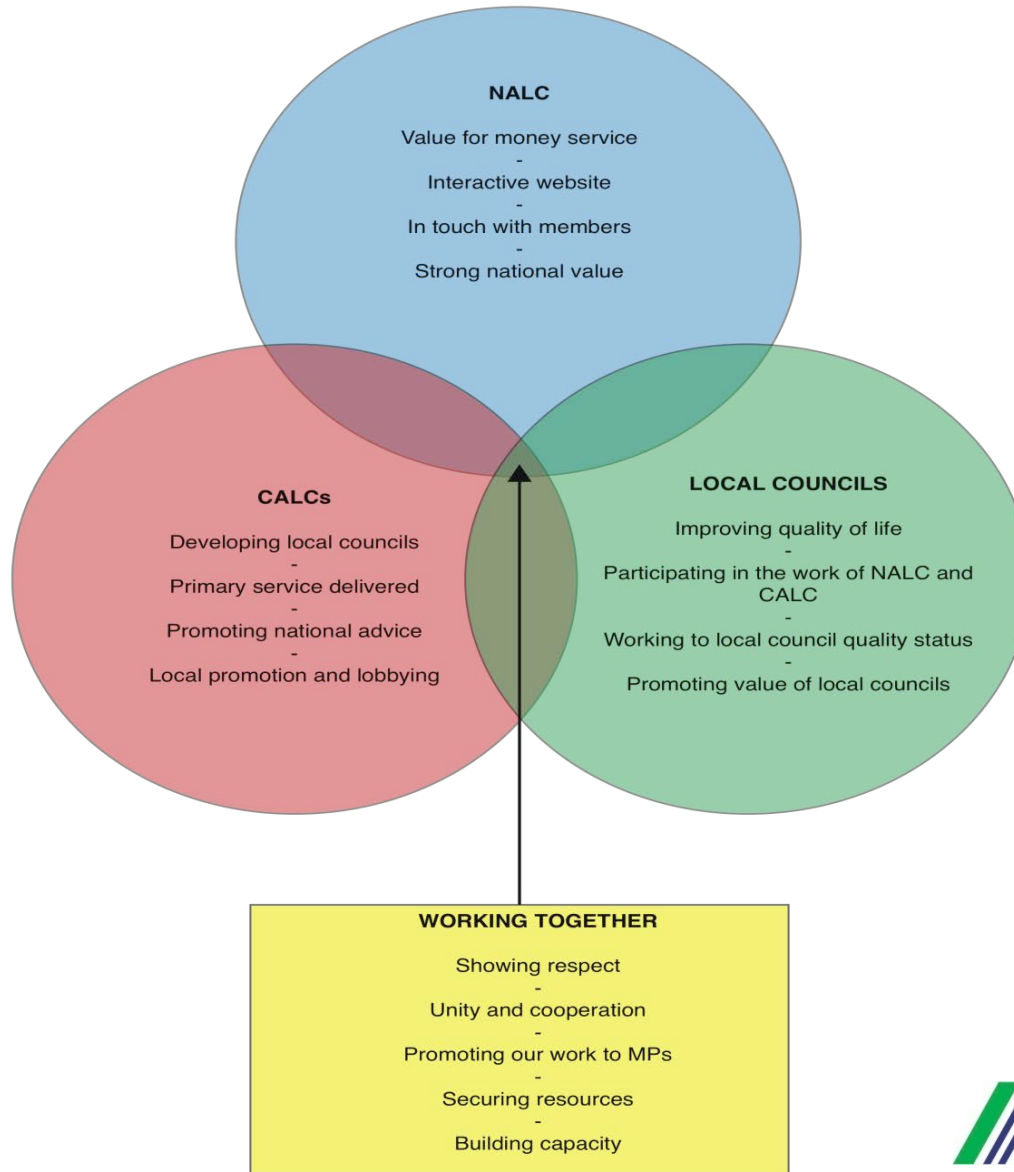 NALC
Value for money service
-
Interactive website
-
In touch with members
-
Strong national value
CALCs
Developing local councils
-
Primary service delivered
-
Promoting national advice
-
Local promotion and lobbying
LOCAL COUNCILS
Improving quality of life
-
Participating in the work of NALC and
CALC
-
Working to local council quality status
-
Promoting value of local councils
WORKING TOGETHER
Showing respect
-
Unity and cooperation
-
Promoting our work to MPs
-
Securing resources
-
Building capacity